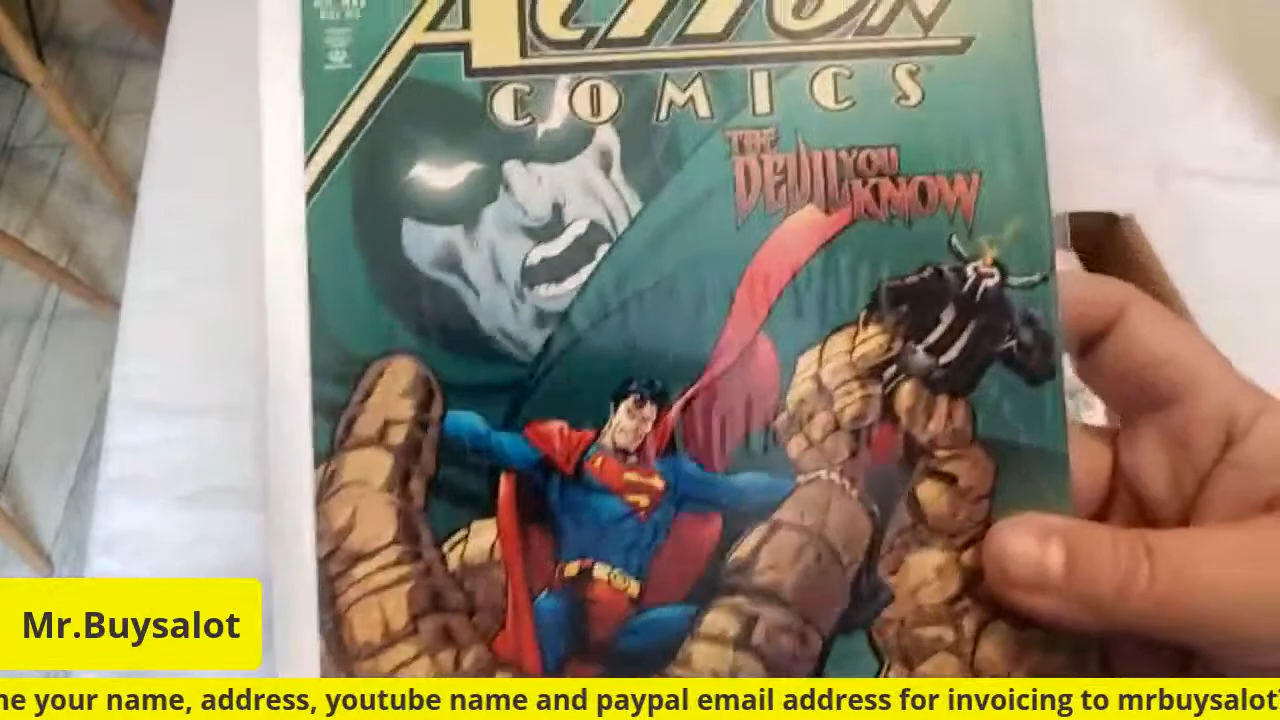 ACTION
COMICS
THE
DEVIL YOU
KNOW
Mr.Buysalot
me your name, address, youtube name and paypal email address for invoicing to mrbuysalot